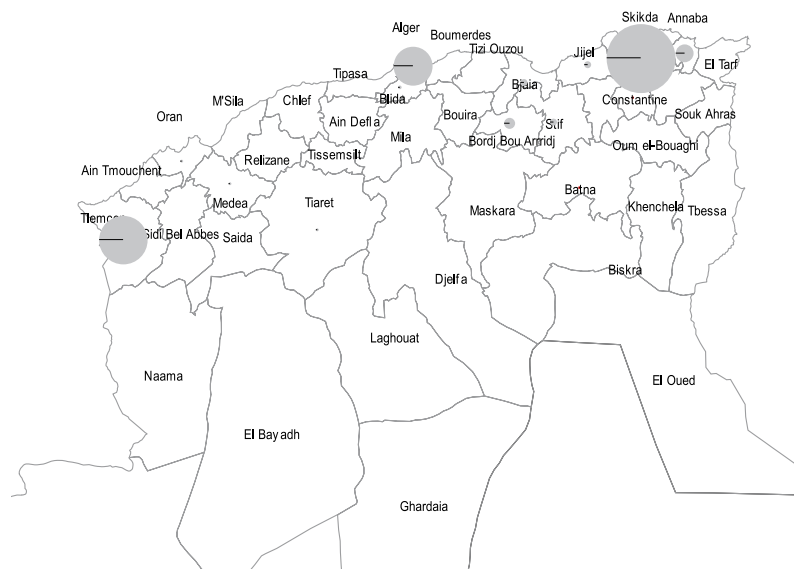 Skikda
Annaba
Alger
Boumerdes
Tizi Ouzou
Jijel
El Tarf
Tipasa
Blida
Bjaia
M'Sila
Chlef
Constantine
Oran
Ain Defla
Bouira
Stif
Souk Ahras
Mila
Bordj Bou Arrridj
Oum el-Bouaghi
Relizane
Tissemsilt
Ain Tmouchent
Medea
Tiaret
Batna
Maskara
Khenchela
Tbessa
Sidi Bel Abbes
Saida
Biskra
Djelfa
Laghouat
Naama
El Oued
El Bayadh
Ghardaia